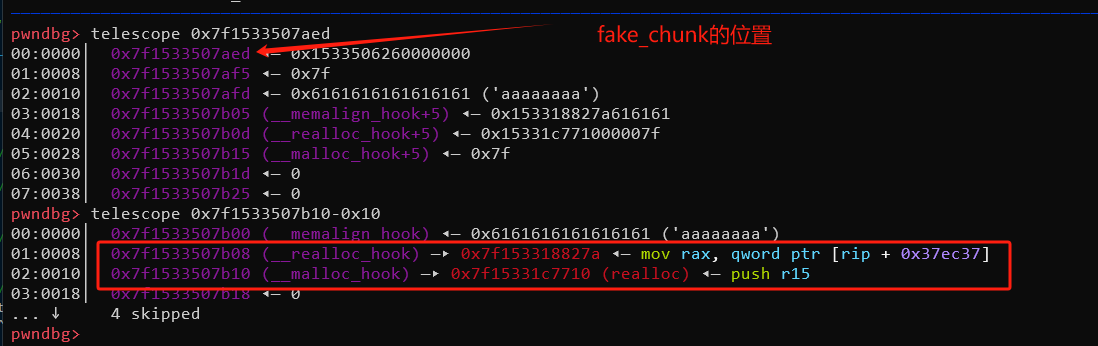 pwndbg> telescope 0x7f1533507aed
fake_chunk的位置
00:0000│ 0x7f1533507aed ◂— 0x1533506260000000
01:0008│ 0x7f1533507af5 ◂— 0x7f
02:0010│ 0x7f1533507afd ◂— 0x6161616161616161 ('aaaaaaaa')
03:0018│ 0x7f1533507b05 (__memalign_hook+5) ◂— 0x153318827a616161
04:0020│ 0x7f1533507b0d (__realloc_hook+5) ◂— 0x15331c771000007f
05:0028│ 0x7f1533507b15 (__malloc_hook+5) ◂— 0x7f
06:0030│ 0x7f1533507b1d ◂— 0
07:0038│ 0x7f1533507b25 ◂— 0
pwndbg> telescope 0x7f1533507b10-0x10
00:0000│ 0x7f1533507b00 (__memalign_hook) ◂— 0x6161616161616161 ('aaaaaaaa')
01:0008│ 0x7f1533507b08 (__realloc_hook) —▸ 0x7f153318827a ◂— mov rax, qword ptr [rip + 0x37ec37]
02:0010│ 0x7f1533507b10 (__malloc_hook) —▸ 0x7f15331c7710 (realloc) ◂— push r15
03:0018│ 0x7f1533507b18 ◂— 0
... ↓ 4 skipped
pwndbg>